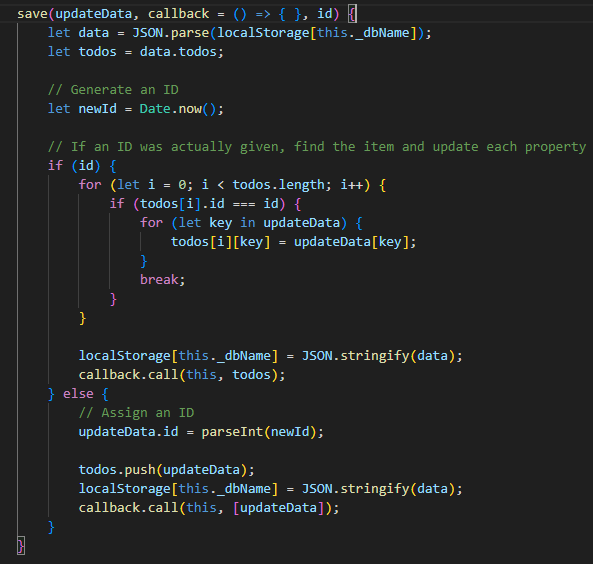 save(updateData, callback = () => { }, id) {
    let data = JSON.parse(localStorage[this._dbName]);
    let todos = data.todos;

    // Generate an ID
    let newId = Date.now();

    // If an ID was actually given, find the item and update each property
    if (id) {
        for (let i = 0; i < todos.length; i++) {
            if (todos[i].id === id) {
                for (let key in updateData) {
                    todos[i][key] = updateData[key];
                }
                break;
            }
        }

        localStorage[this._dbName] = JSON.stringify(data);
        callback.call(this, todos);
    } else {
        // Assign an ID
        updateData.id = parseInt(newId);

        todos.push(updateData);
        localStorage[this._dbName] = JSON.stringify(data);
        callback.call(this, [updateData]);
    }
}